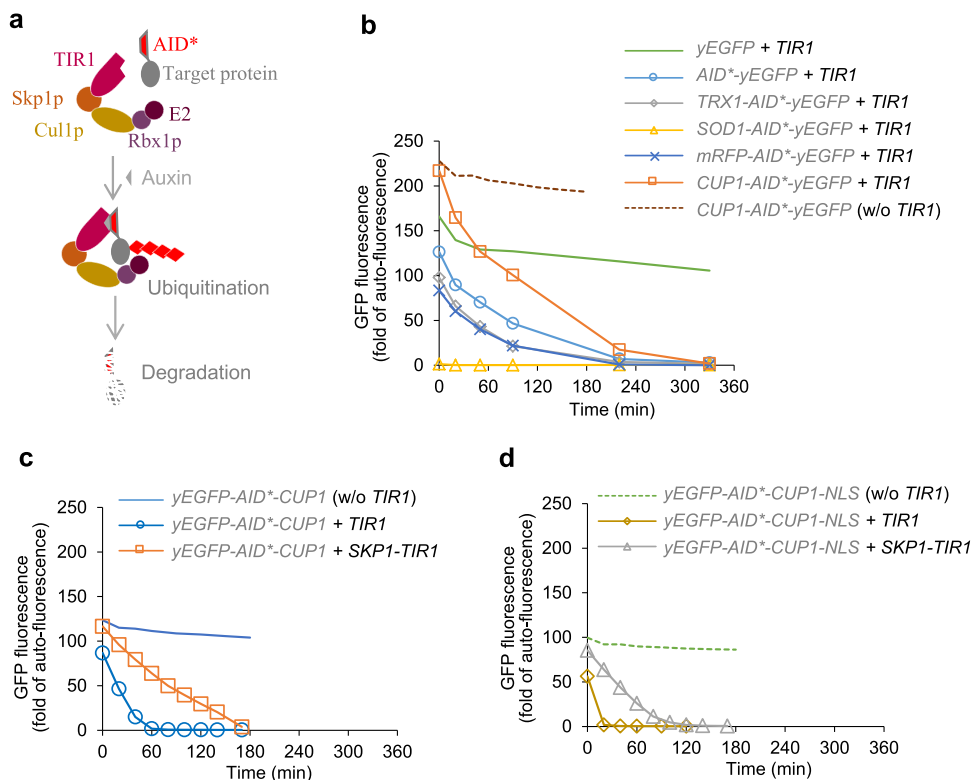 a
AID*
TIR1
Target protein
Skp1p
E2
Cul1p
Rbx1p
Auxin
Ubiquitination
Degradation
b
yEGFP + TIR1
AID*-yEGFP + TIR1
TRX1-AID*-yEGFP + TIR1
SOD1-AID*-yEGFP + TIR1
mRFP-AID*-yEGFP + TIR1
CUP1-AID*-yEGFP + TIR1
CUP1-AID*-yEGFP (w/o TIR1)
GFP fluorescence
(fold of auto-fluorescence)
250
200
150
100
50
0
0 60 120 180 240 300 360
Time (min)
c
yEGFP-AID*-CUP1 (w/o TIR1)
yEGFP-AID*-CUP1 + TIR1
yEGFP-AID*-CUP1 + SKP1-TIR1
GFP fluorescence
(fold of auto-fluorescence)
250
200
150
100
50
0
0 60 120 180 240 300 360
Time (min)
d
yEGFP-AID*-CUP1-NLS (w/o TIR1)
yEGFP-AID*-CUP1-NLS + TIR1
yEGFP-AID*-CUP1-NLS + SKP1-TIR1
GFP fluorescence
(fold of auto-fluorescence)
250
200
150
100
50
0
0 60 120 180 240 300 360
Time (min)